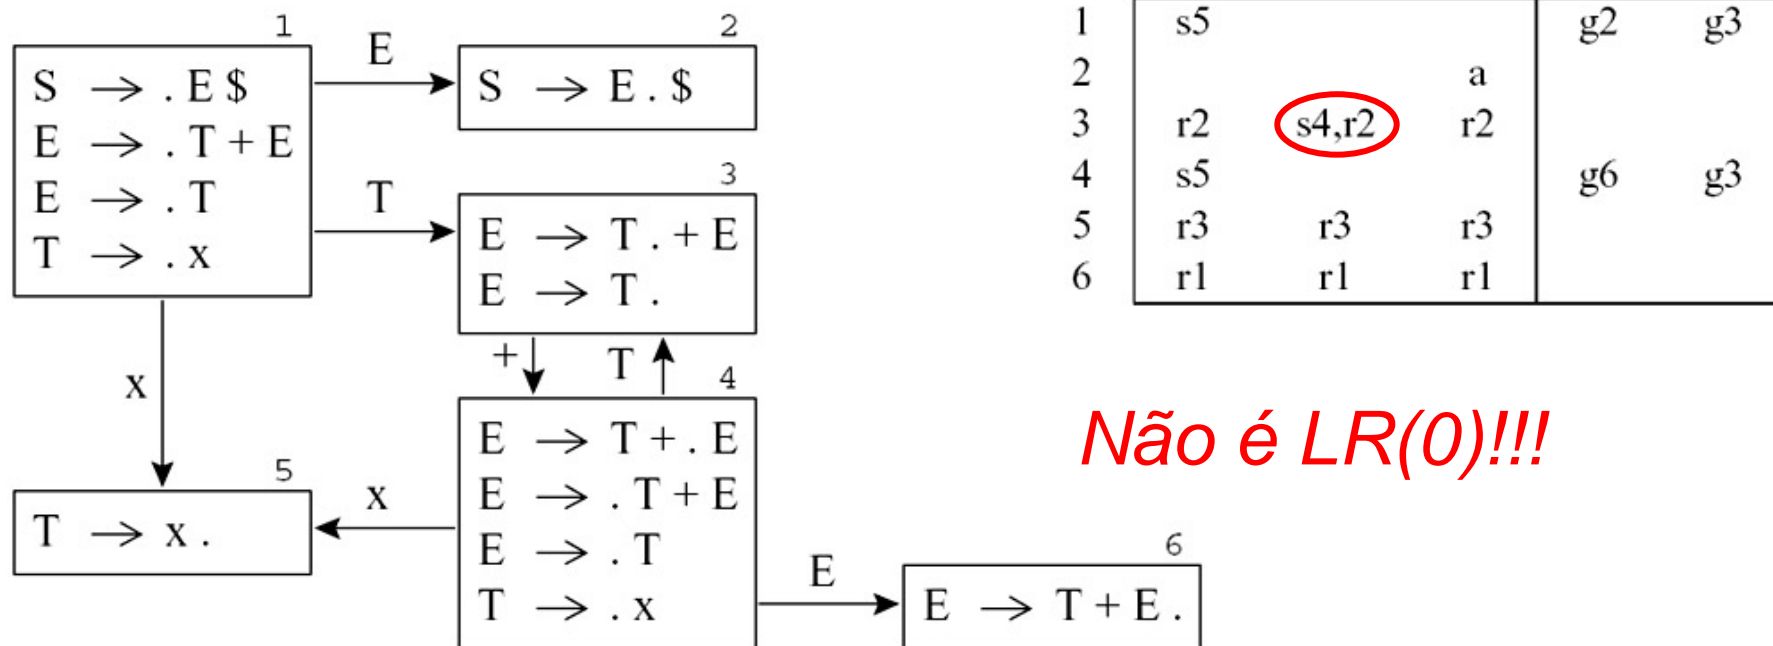 1
S → . E $
E → . T + E
E → . T
T → . x
E
2
S → E . $
T
3
E → T . + E
E → T .
x
+
T
4
E → T + . E
E → . T + E
E → . T
T → . x
x
5
T → x .
E
6
E → T + E .
1 s5 g2 g3
2 a
3 r2 s4,r2 r2
4 s5 g6 g3
5 r3 r3 r3
6 r1 r1 r1
Não é LR(0)!!!